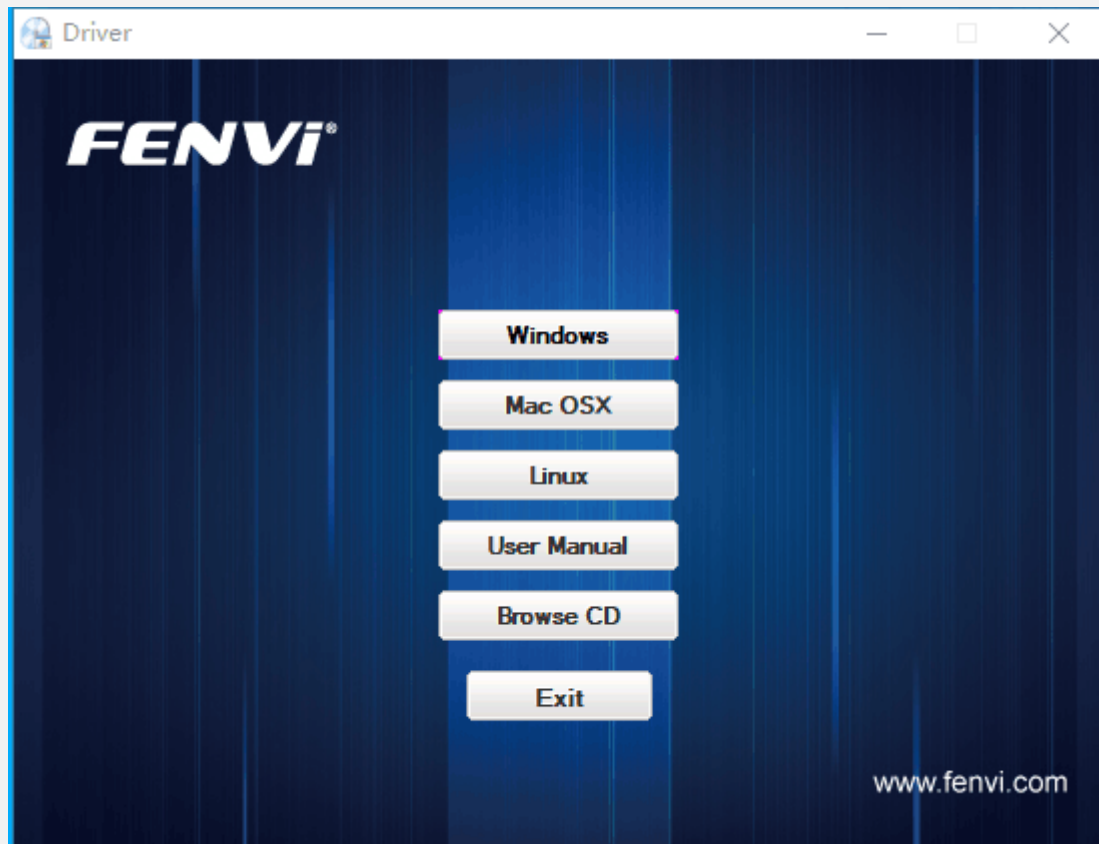 Driver
FENVi®
Windows
Mac OSX
Linux
User Manual
Browse CD
Exit
www.fenvi.com